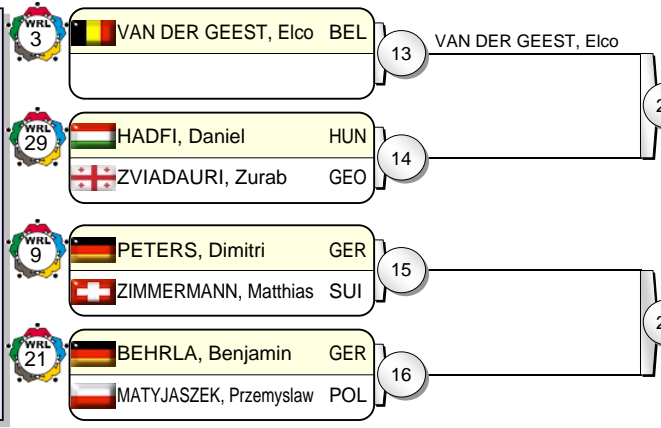 WRL
3
VAN DER GEEST, Elco BEL
13
VAN DER GEEST, Elco
2
WRL
29
HADFI, Daniel HUN
ZVIADAURI, Zurab GEO
14
WRL
9
PETERS, Dimitri GER
ZIMMERMANN, Matthias SUI
15
2
WRL
21
BEHRLA, Benjamin GER
MATYJASZEK, Przemyslaw POL
16